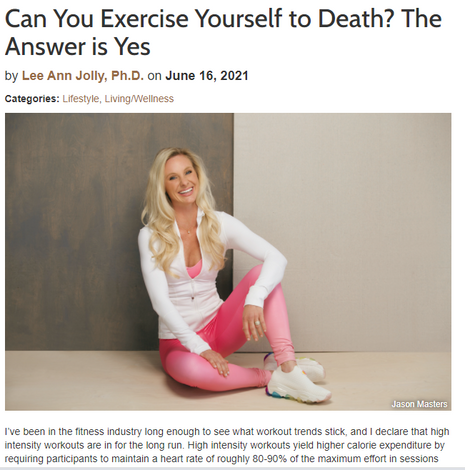 Can You Exercise Yourself to Death? The
Answer is Yes
by Lee Ann Jolly, Ph.D. on June 16, 2021
Categories: Lifestyle, Living/Wellness
Jason Masters
I've been in the fitness industry long enough to see what workout trends stick, and I declare that high
intensity workouts are in for the long run. High intensity workouts yield higher calorie expenditure by
requiring participants to maintain a heart rate of roughly 80-90% of the maximum effort in sessions